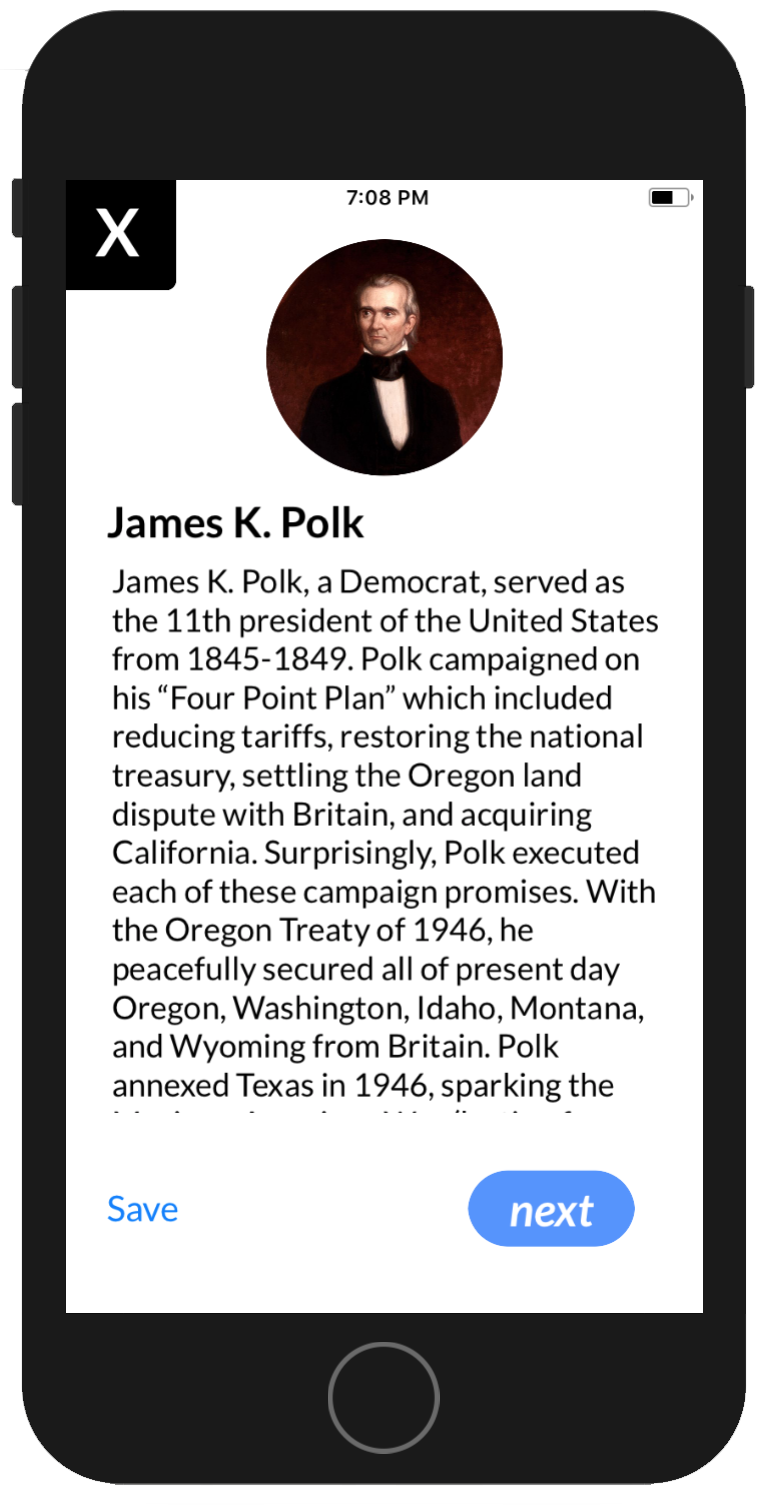 X
7:08 PM
James K. Polk
James K. Polk, a Democrat, served as
the 11th president of the United States
from 1845-1849. Polk campaigned on
his “Four Point Plan” which included
reducing tariffs, restoring the national
treasury, settling the Oregon land
dispute with Britain, and acquiring
California. Surprisingly, Polk executed
each of these campaign promises. With
the Oregon Treaty of 1946, he
peacefully secured all of present day
Oregon, Washington, Idaho, Montana,
and Wyoming from Britain. Polk
annexed Texas in 1946, sparking the
Save
next